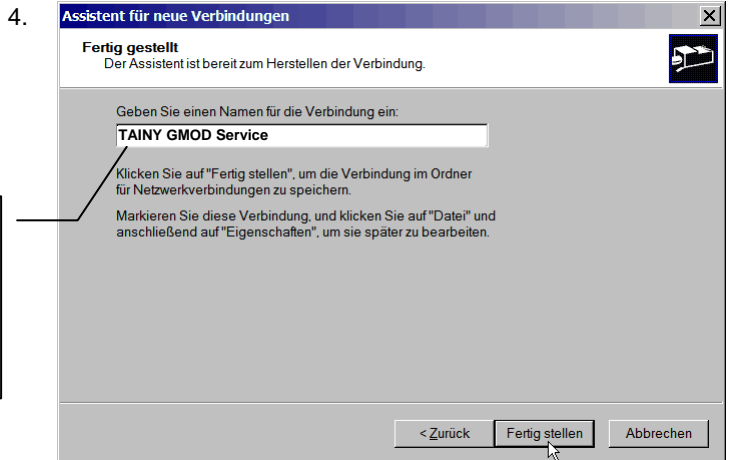 4.
Assistent für neue Verbindungen
Fertig gestellt
Der Assistent ist bereit zum Herstellen der Verbindung.
Geben Sie einen Namen für die Verbindung ein:
TAINY GMOD Service
Klicken Sie auf "Fertig stellen", um die Verbindung im Ordner
für Netzwerkverbindungen zu speichern.
Markieren Sie diese Verbindung, und klicken Sie auf "Datei" und
anschließend auf "Eigenschaften", um sie später zu bearbeiten.
< Zurück Fertig stellen Abbrechen